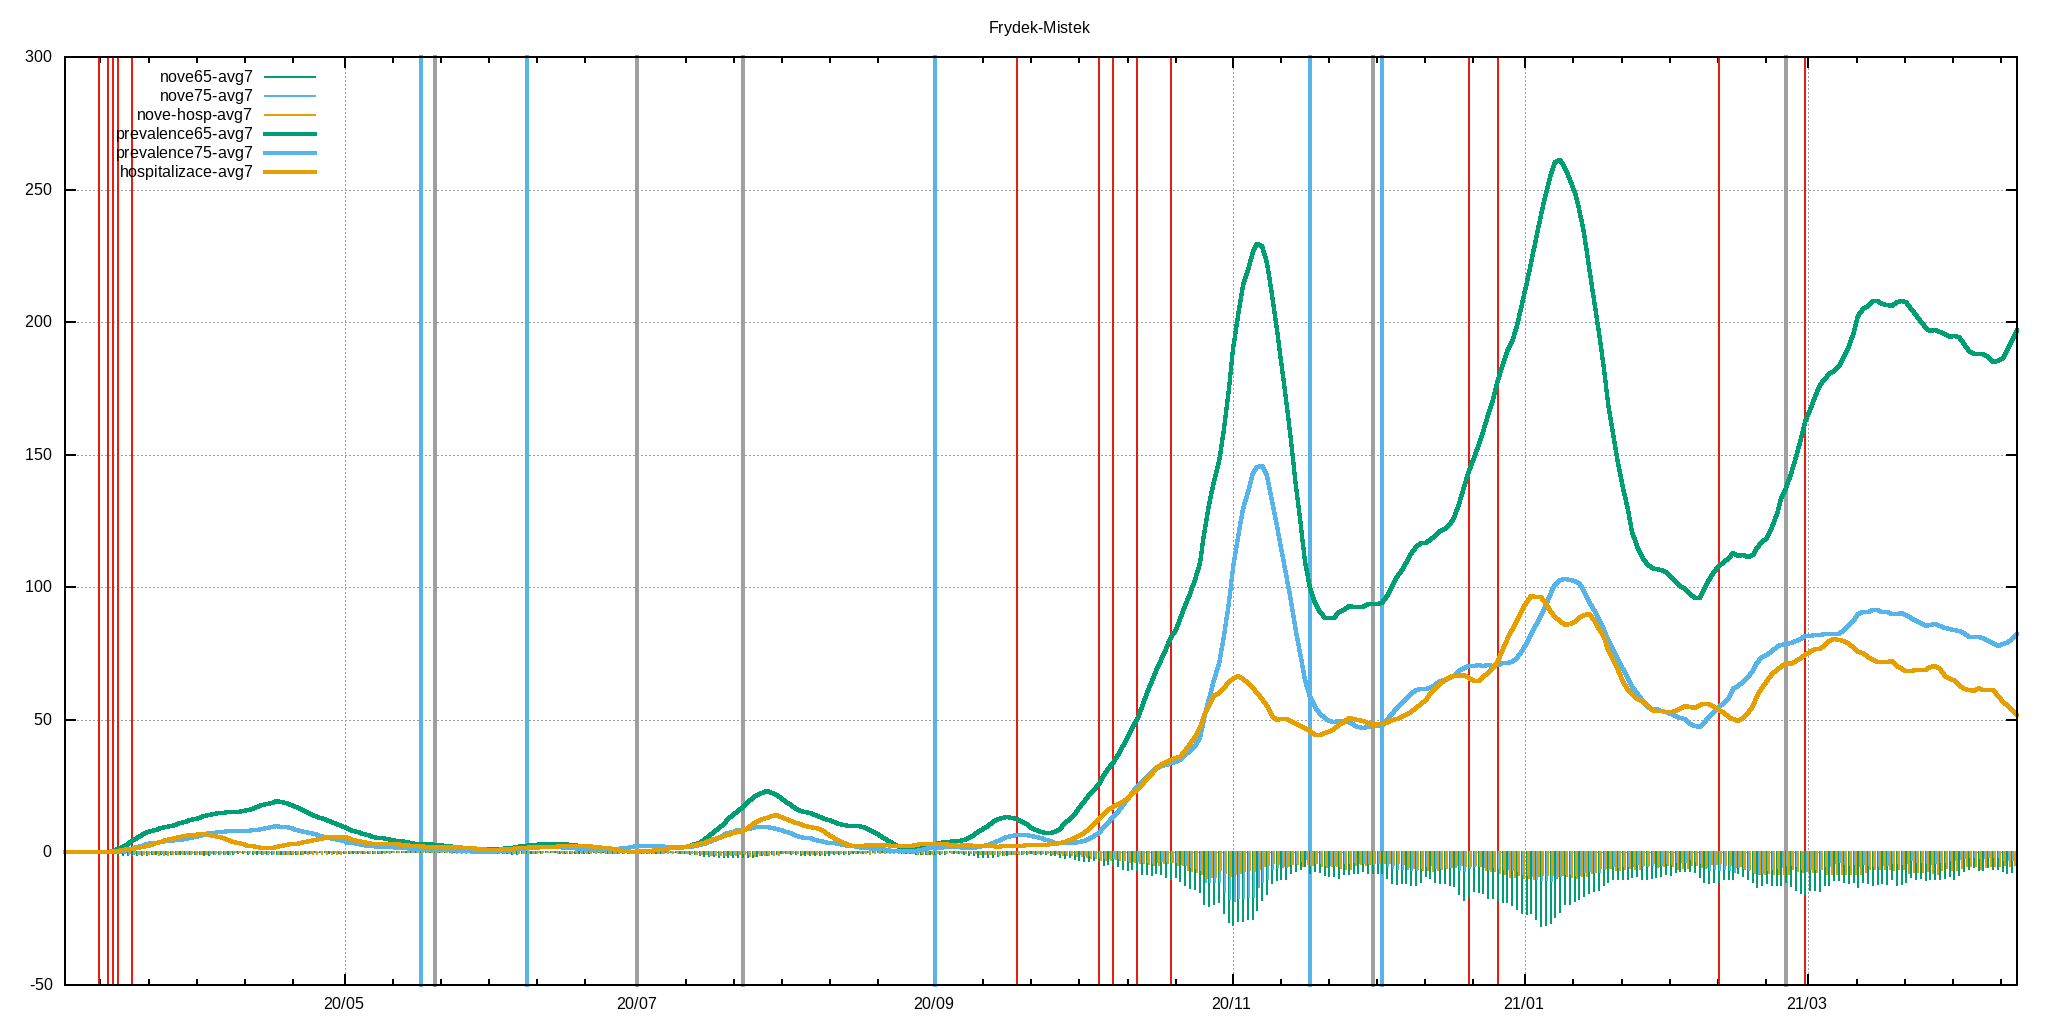 Frydek-Mistek
300
250
200
150
100
50
0
-50
nove65-avg7
nove75-avg7
nove-hosp-avg7
prevalence65-avg7
prevalence75-avg7
hospitalizace-avg7
20/05
20/07
20/09
20/11
21/01
21/03